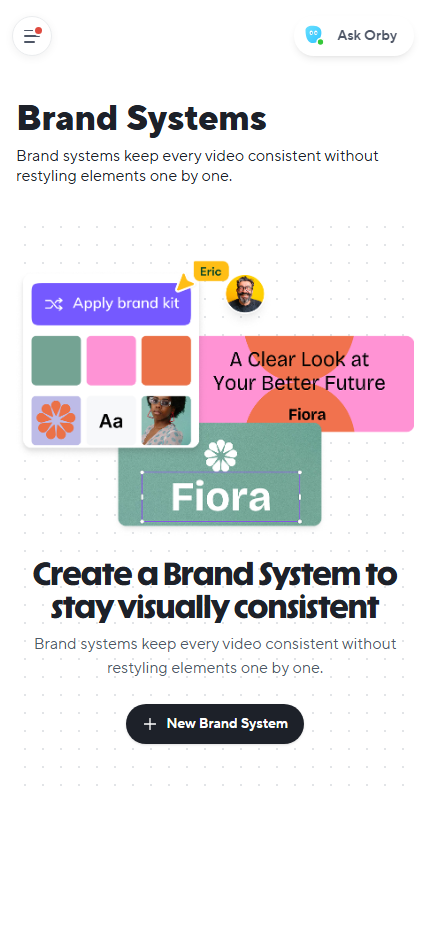 Ask Orby
Brand Systems
Brand systems keep every video consistent without
restyling elements one by one.
Eric
Apply brand kit
Aa
A Clear Look at
Your Better Future
Fiora
Fiora
Create a Brand System to
stay visually consistent
Brand systems keep every video consistent without
restyling elements one by one.
New Brand System